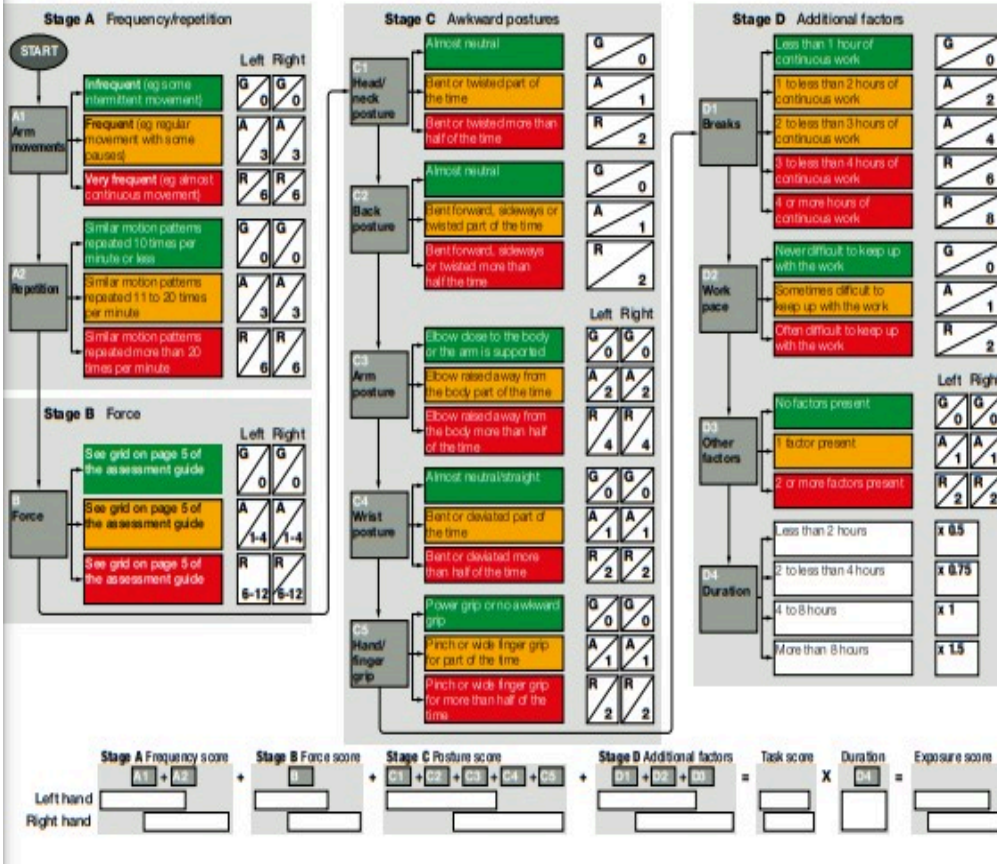 Stage A Frequency/repetition
START
Left Right
A1
Arm
movements
Infrequent (eg some
intermittent movement)
G 0 G 0
Frequent (eg regular
movement with some
pauses)
A 3 A 3
Very frequent (eg almost
continuous movement)
R 6 R 6
A2
Repetition
Similar motion patterns
repeated 10 times per
minute or less
G 0 G 0
Similar motion patterns
repeated 11 to 20 times
per minute
A 3 A 3
Similar motion patterns
repeated more than 20
times per minute
R 6 R 6
Stage B Force
Left Right
B
Force
See grid on page 5 of
the assessment guide
G 0 G 0
See grid on page 5 of
the assessment guide
A 1-4 A 1-4
See grid on page 5 of
the assessment guide
R 6-12 R 6-12
Stage C Awkward postures
C1
Head/
neck
posture
Almost neutral
G 0
Bent or twisted part of
the time
A 1
Bent or twisted more than
half of the time
R 2
C2
Back
posture
Almost neutral
G 0
Bent forward, sideways or
twisted part of the time
A 1
Bent forward, sideways
or twisted more than
half the time
R 2
Left Right
C3
Arm
posture
Elbow close to the body
or the arm is supported
G 0 G 0
Elbow raised away from
the body part of the time
A 2 A 2
Elbow raised away from
the body more than half
of the time
R 4 R 4
C4
Wrist
posture
Almost neutral/straight
G 0 G 0
Bent or deviated part of
the time
A 1 A 1
Bent or deviated more
than half of the time
R 2 R 2
C5
Hand/
finger
grip
Power grip or no awkward
grip
G 0 G 0
Pinch or wide finger grip
for part of the time
A 1 A 1
Pinch or wide finger grip
for more than half of the
time
R 2 R 2
Stage D Additional factors
D1
Breaks
Less than 1 hour of
continuous work
G 0
1 to less than 2 hours of
continuous work
A 2
2 to less than 3 hours of
continuous work
A 4
3 to less than 4 hours of
continuous work
R 6
4 or more hours of
continuous work
R 8
D2
Work
pace
Never difficult to keep up
with the work
G 0
Sometimes difficult to
keep up with the work
A 1
Often difficult to keep up
with the work
R 2
Left Right
D3
Other
factors
No factors present
G 0 G 0
1 factor present
A 1 A 1
2 or more factors present
R 2 R 2
D4
Duration
Less than 2 hours
x 0.5
2 to less than 4 hours
x 0.75
4 to 8 hours
x 1
More than 8 hours
x 1.5
Stage A Frequency score Stage B Force score Stage C Posture score Stage D Additional factors Task score Duration Exposure score
A1 + A2 + B + C1 + C2 + C3 + C4 + C5 + D1 + D2 + D3 = X D4 =
Left hand
Right hand